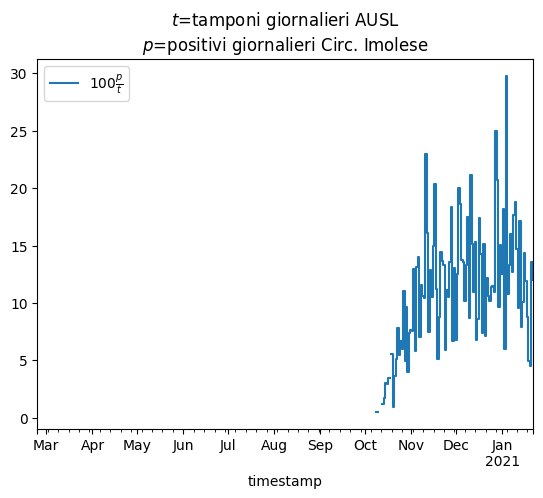 t=tamponi giornalieri AUSL
p=positivi giornalieri Circ. Imolese
100 p/t
30
25
20
15
10
5
0
Mar Apr May Jun Jul Aug Sep Oct Nov Dec Jan
2021
timestamp